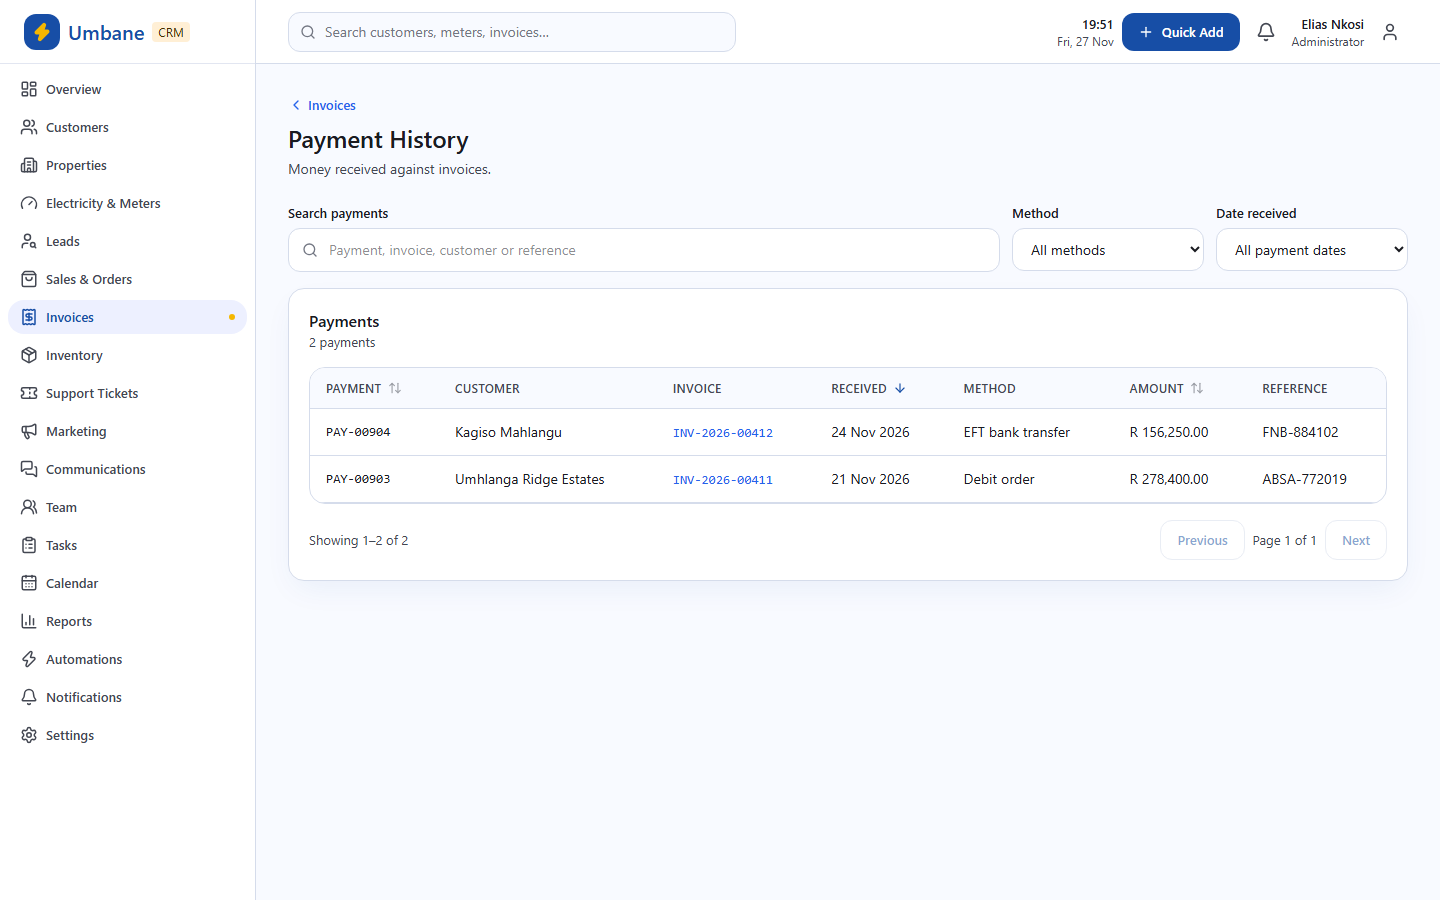 Umbane CRM
Search customers, meters, invoices...
19:51
Fri, 27 Nov
Quick Add
Elias Nkosi
Administrator
Overview
Customers
Properties
Electricity & Meters
Leads
Sales & Orders
Invoices
Inventory
Support Tickets
Marketing
Communications
Team
Tasks
Calendar
Reports
Automations
Notifications
Settings
Invoices
Payment History
Money received against invoices.
Search payments
Payment, invoice, customer or reference
Method
All methods
Date received
All payment dates
Payments
2 payments
PAYMENT CUSTOMER INVOICE RECEIVED METHOD AMOUNT REFERENCE
PAY-00904 Kagiso Mahlangu INV-2026-00412 24 Nov 2026 EFT bank transfer R 156,250.00 FNB-884102
PAY-00903 Umhlanga Ridge Estates INV-2026-00411 21 Nov 2026 Debit order R 278,400.00 ABSA-772019
Showing 1–2 of 2
Previous Page 1 of 1 Next